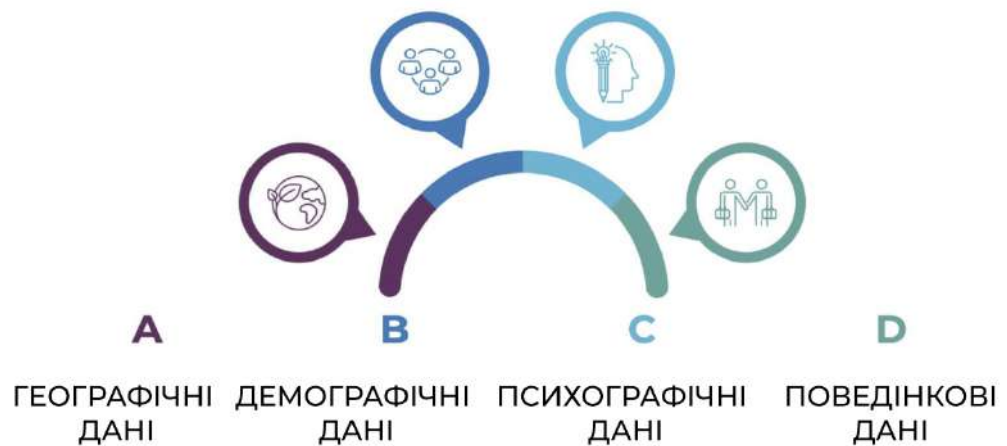 A
B
C
D
ГЕОГРАФІЧНІ
ДАНІ
ДЕМОГРАФІЧНІ
ДАНІ
ПСИХОГРАФІЧНІ
ДАНІ
ПОВЕДІНКОВІ
ДАНІ